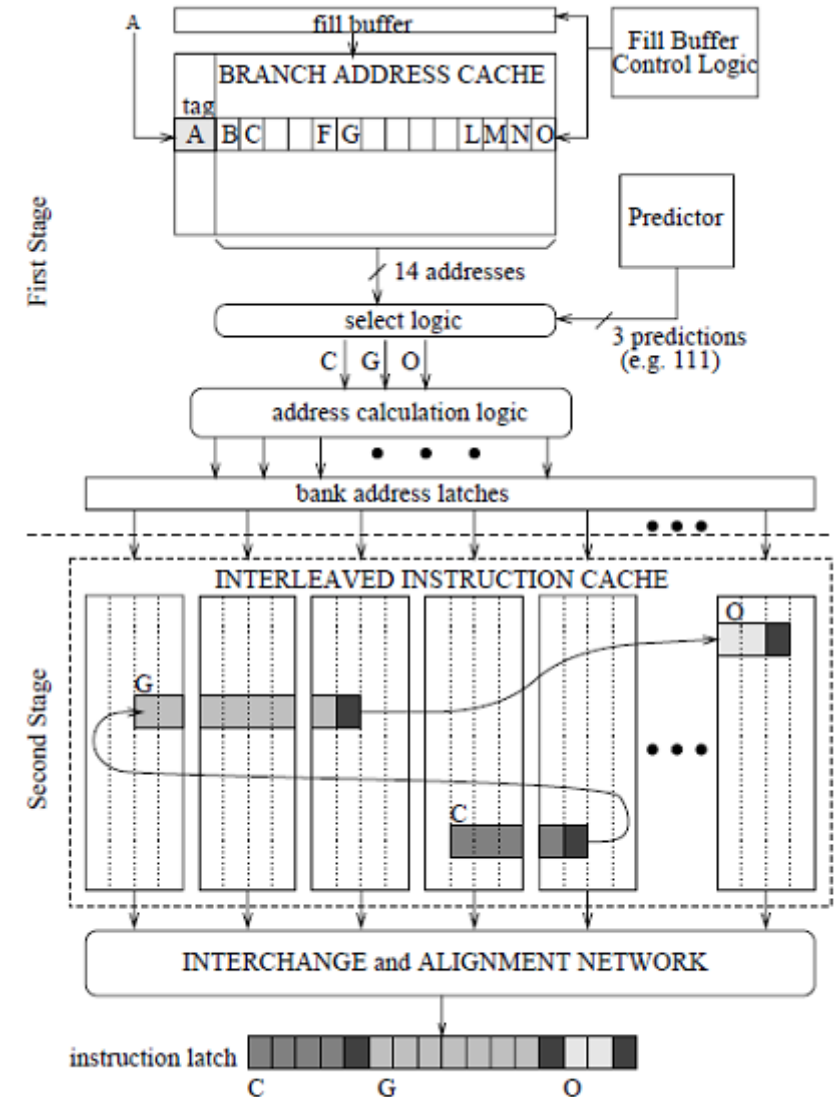 A
fill buffer
Fill Buffer
Control Logic
BRANCH ADDRESS CACHE
tag
A B C F G L M N O
First Stage
Predictor
14 addresses
select logic
3 predictions
(e.g. 111)
C G O
address calculation logic
bank address latches
INTERLEAVED INSTRUCTION CACHE
Second Stage
O
G
C
INTERCHANGE and ALIGNMENT NETWORK
instruction latch
C G O